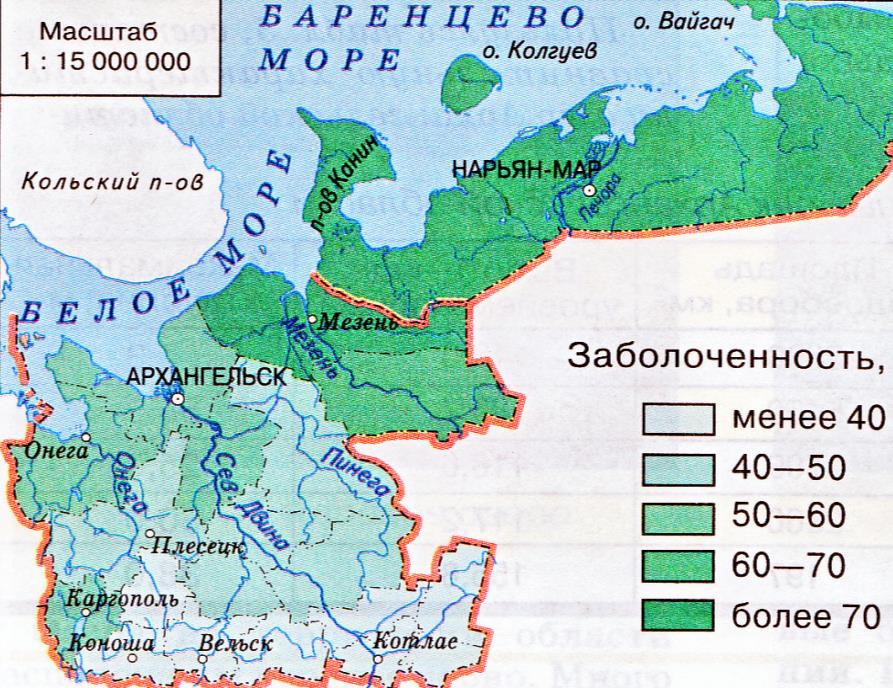 Масштаб
1 : 15 000 000
БАРЕНЦЕВО
МОРЕ
о. Вайгач
о. Колгуев
Кольский п-ов
п-ов Канин
НАРЬЯН-МАР
Печора
БЕЛОЕ МОРЕ
Мезень
Мезень
АРХАНГЕЛЬСК
Онега
Онега
Сев. Двина
Пинега
Плесецк
Каргополь
Коноша
Вельск
Котлас
Заболоченность,
менее 40
40—50
50—60
60—70
более 70